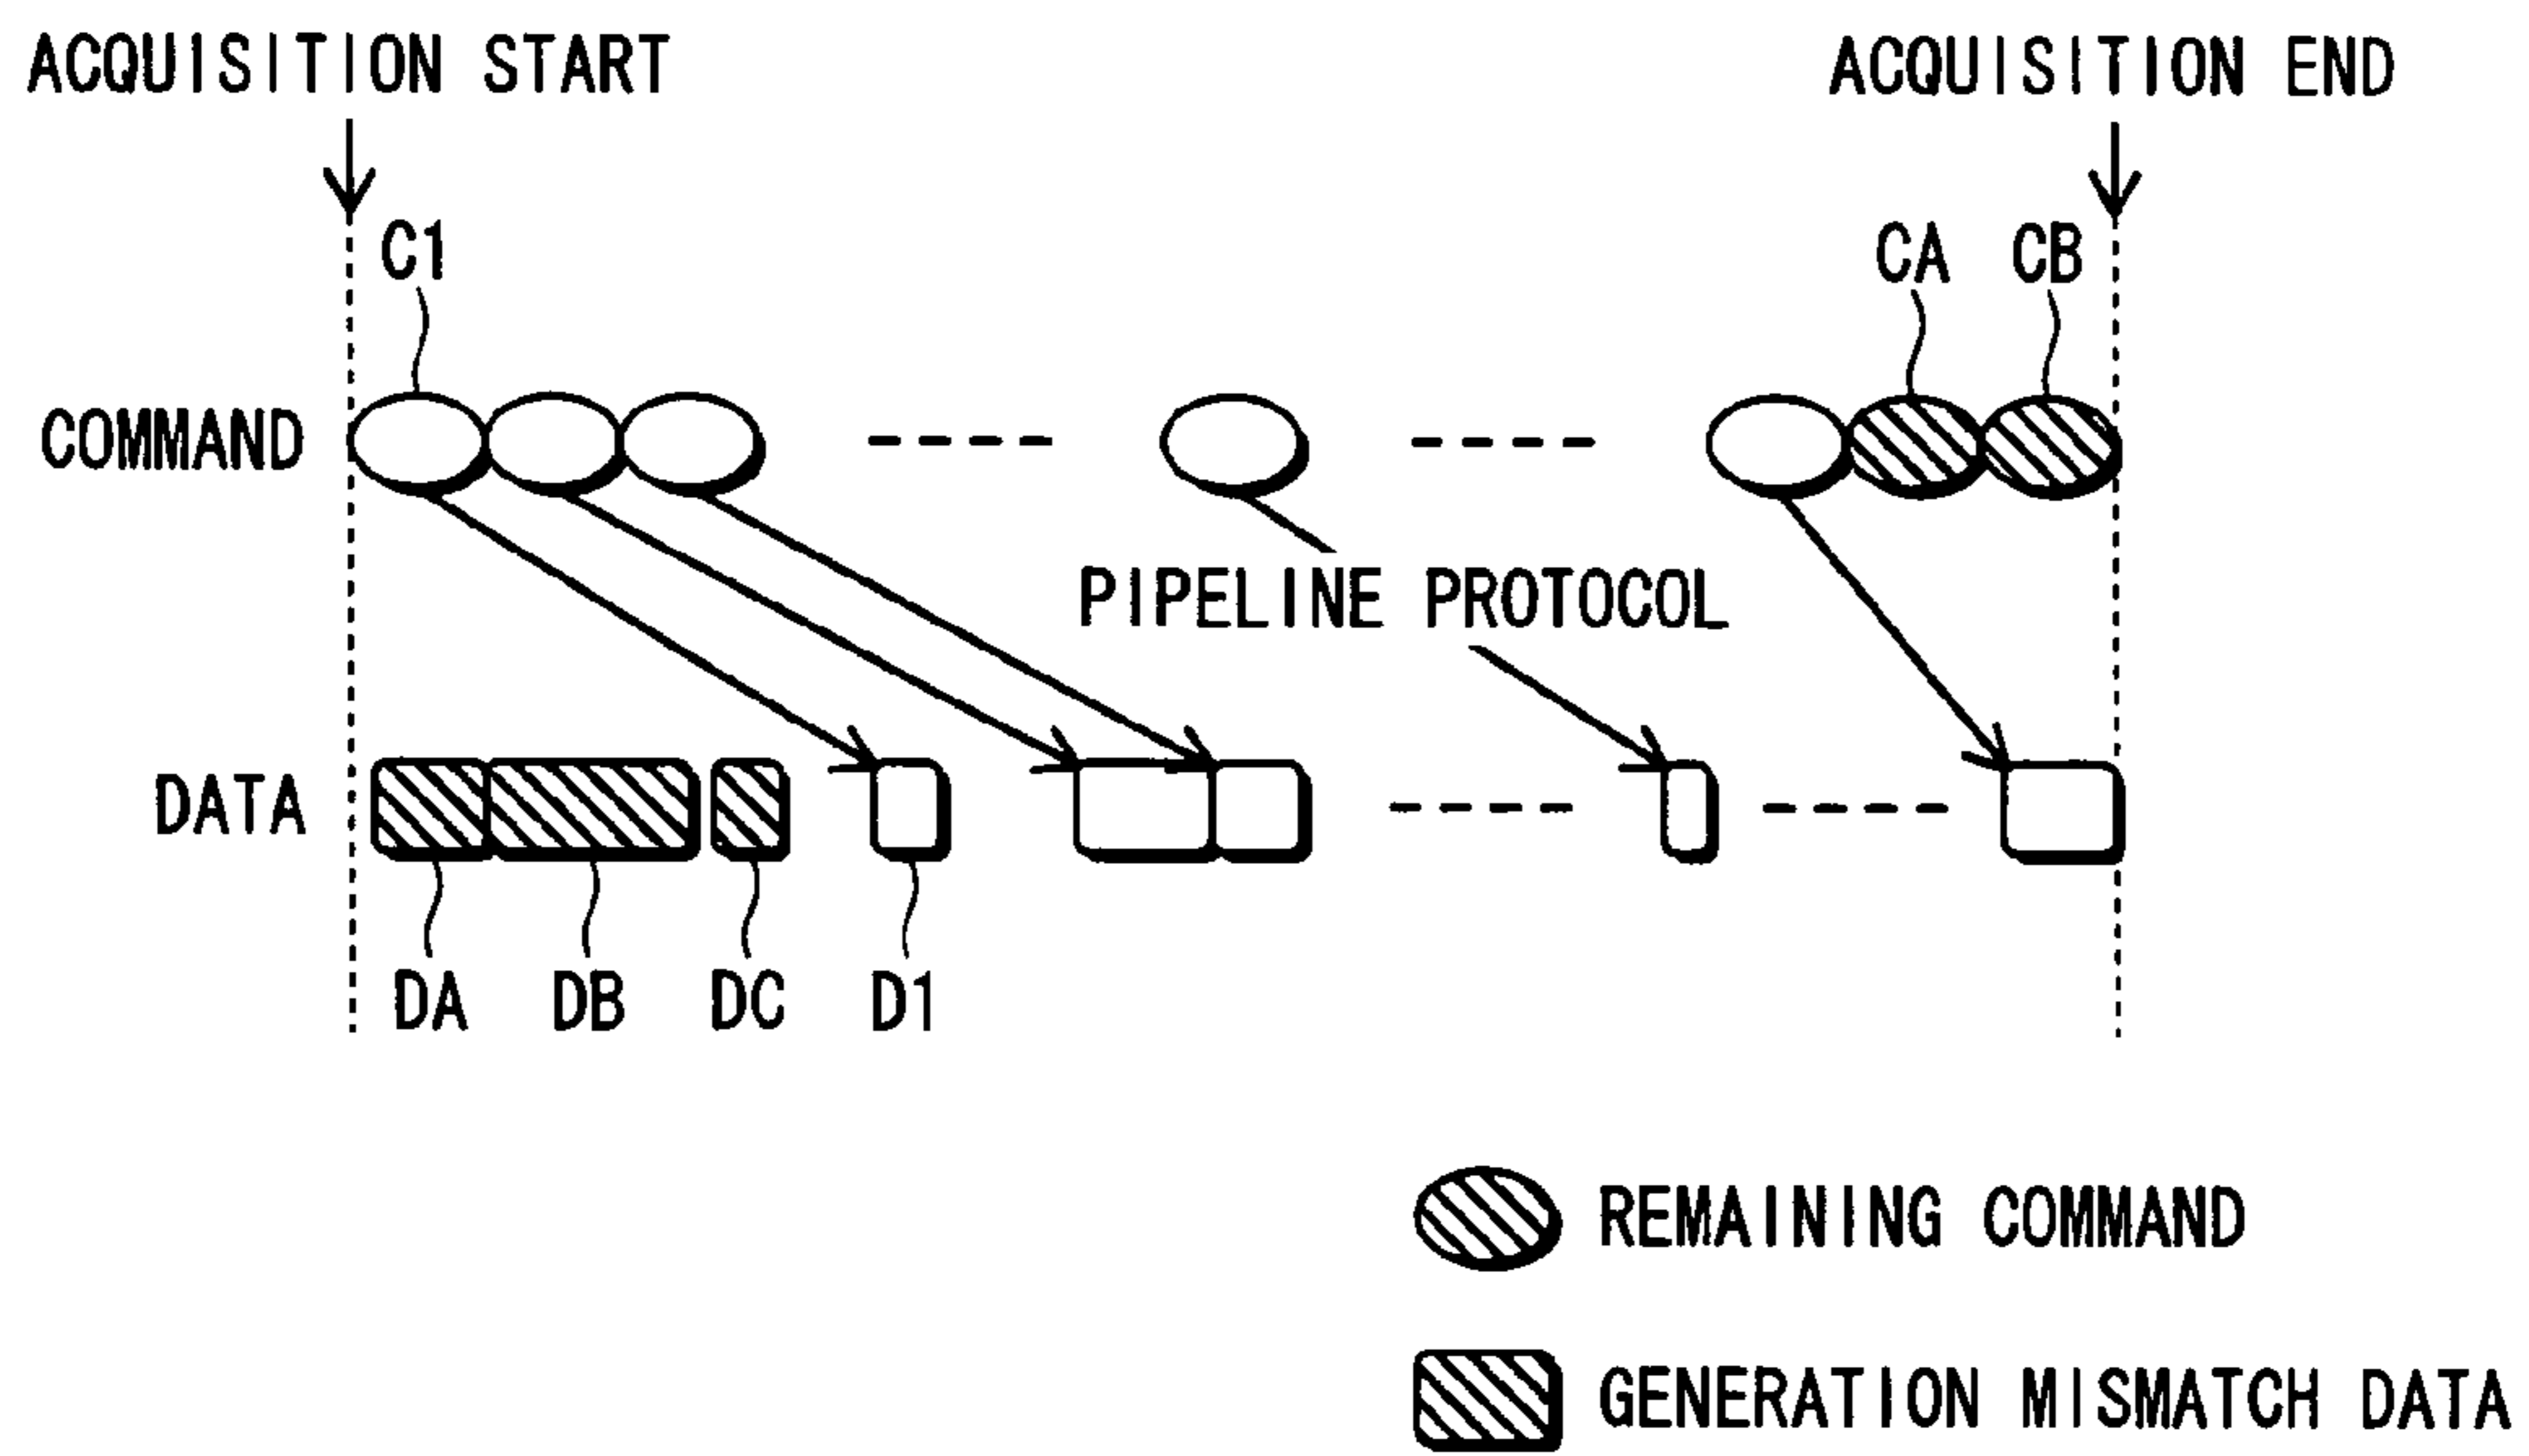 ACQUISITION START
ACQUISITION END
C1
CA
CB
COMMAND
PIPELINE PROTOCOL
DATA
DA
DB
DC
D1
REMAINING COMMAND
GENERATION MISMATCH DATA